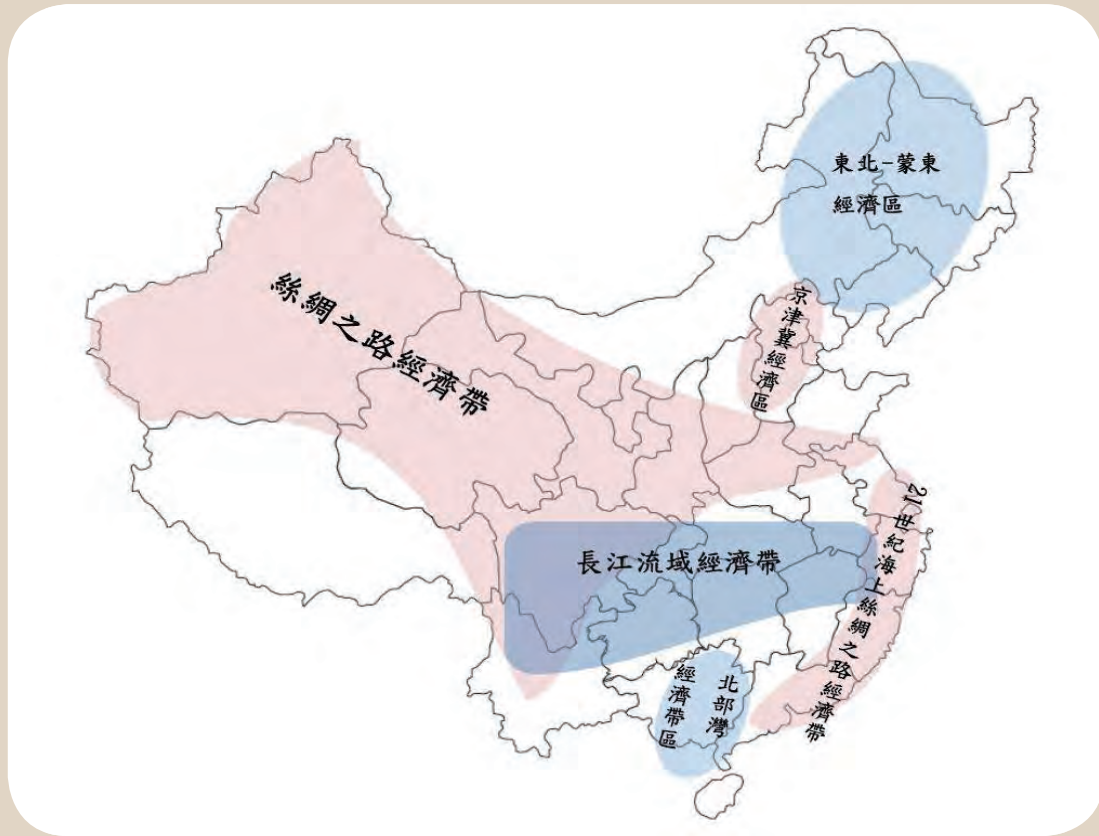 東北-蒙東
經濟區
京津冀經濟區
絲綢之路經濟帶
21世紀海上絲綢之路經濟帶
長江流域經濟帶
北部灣
經濟帶區